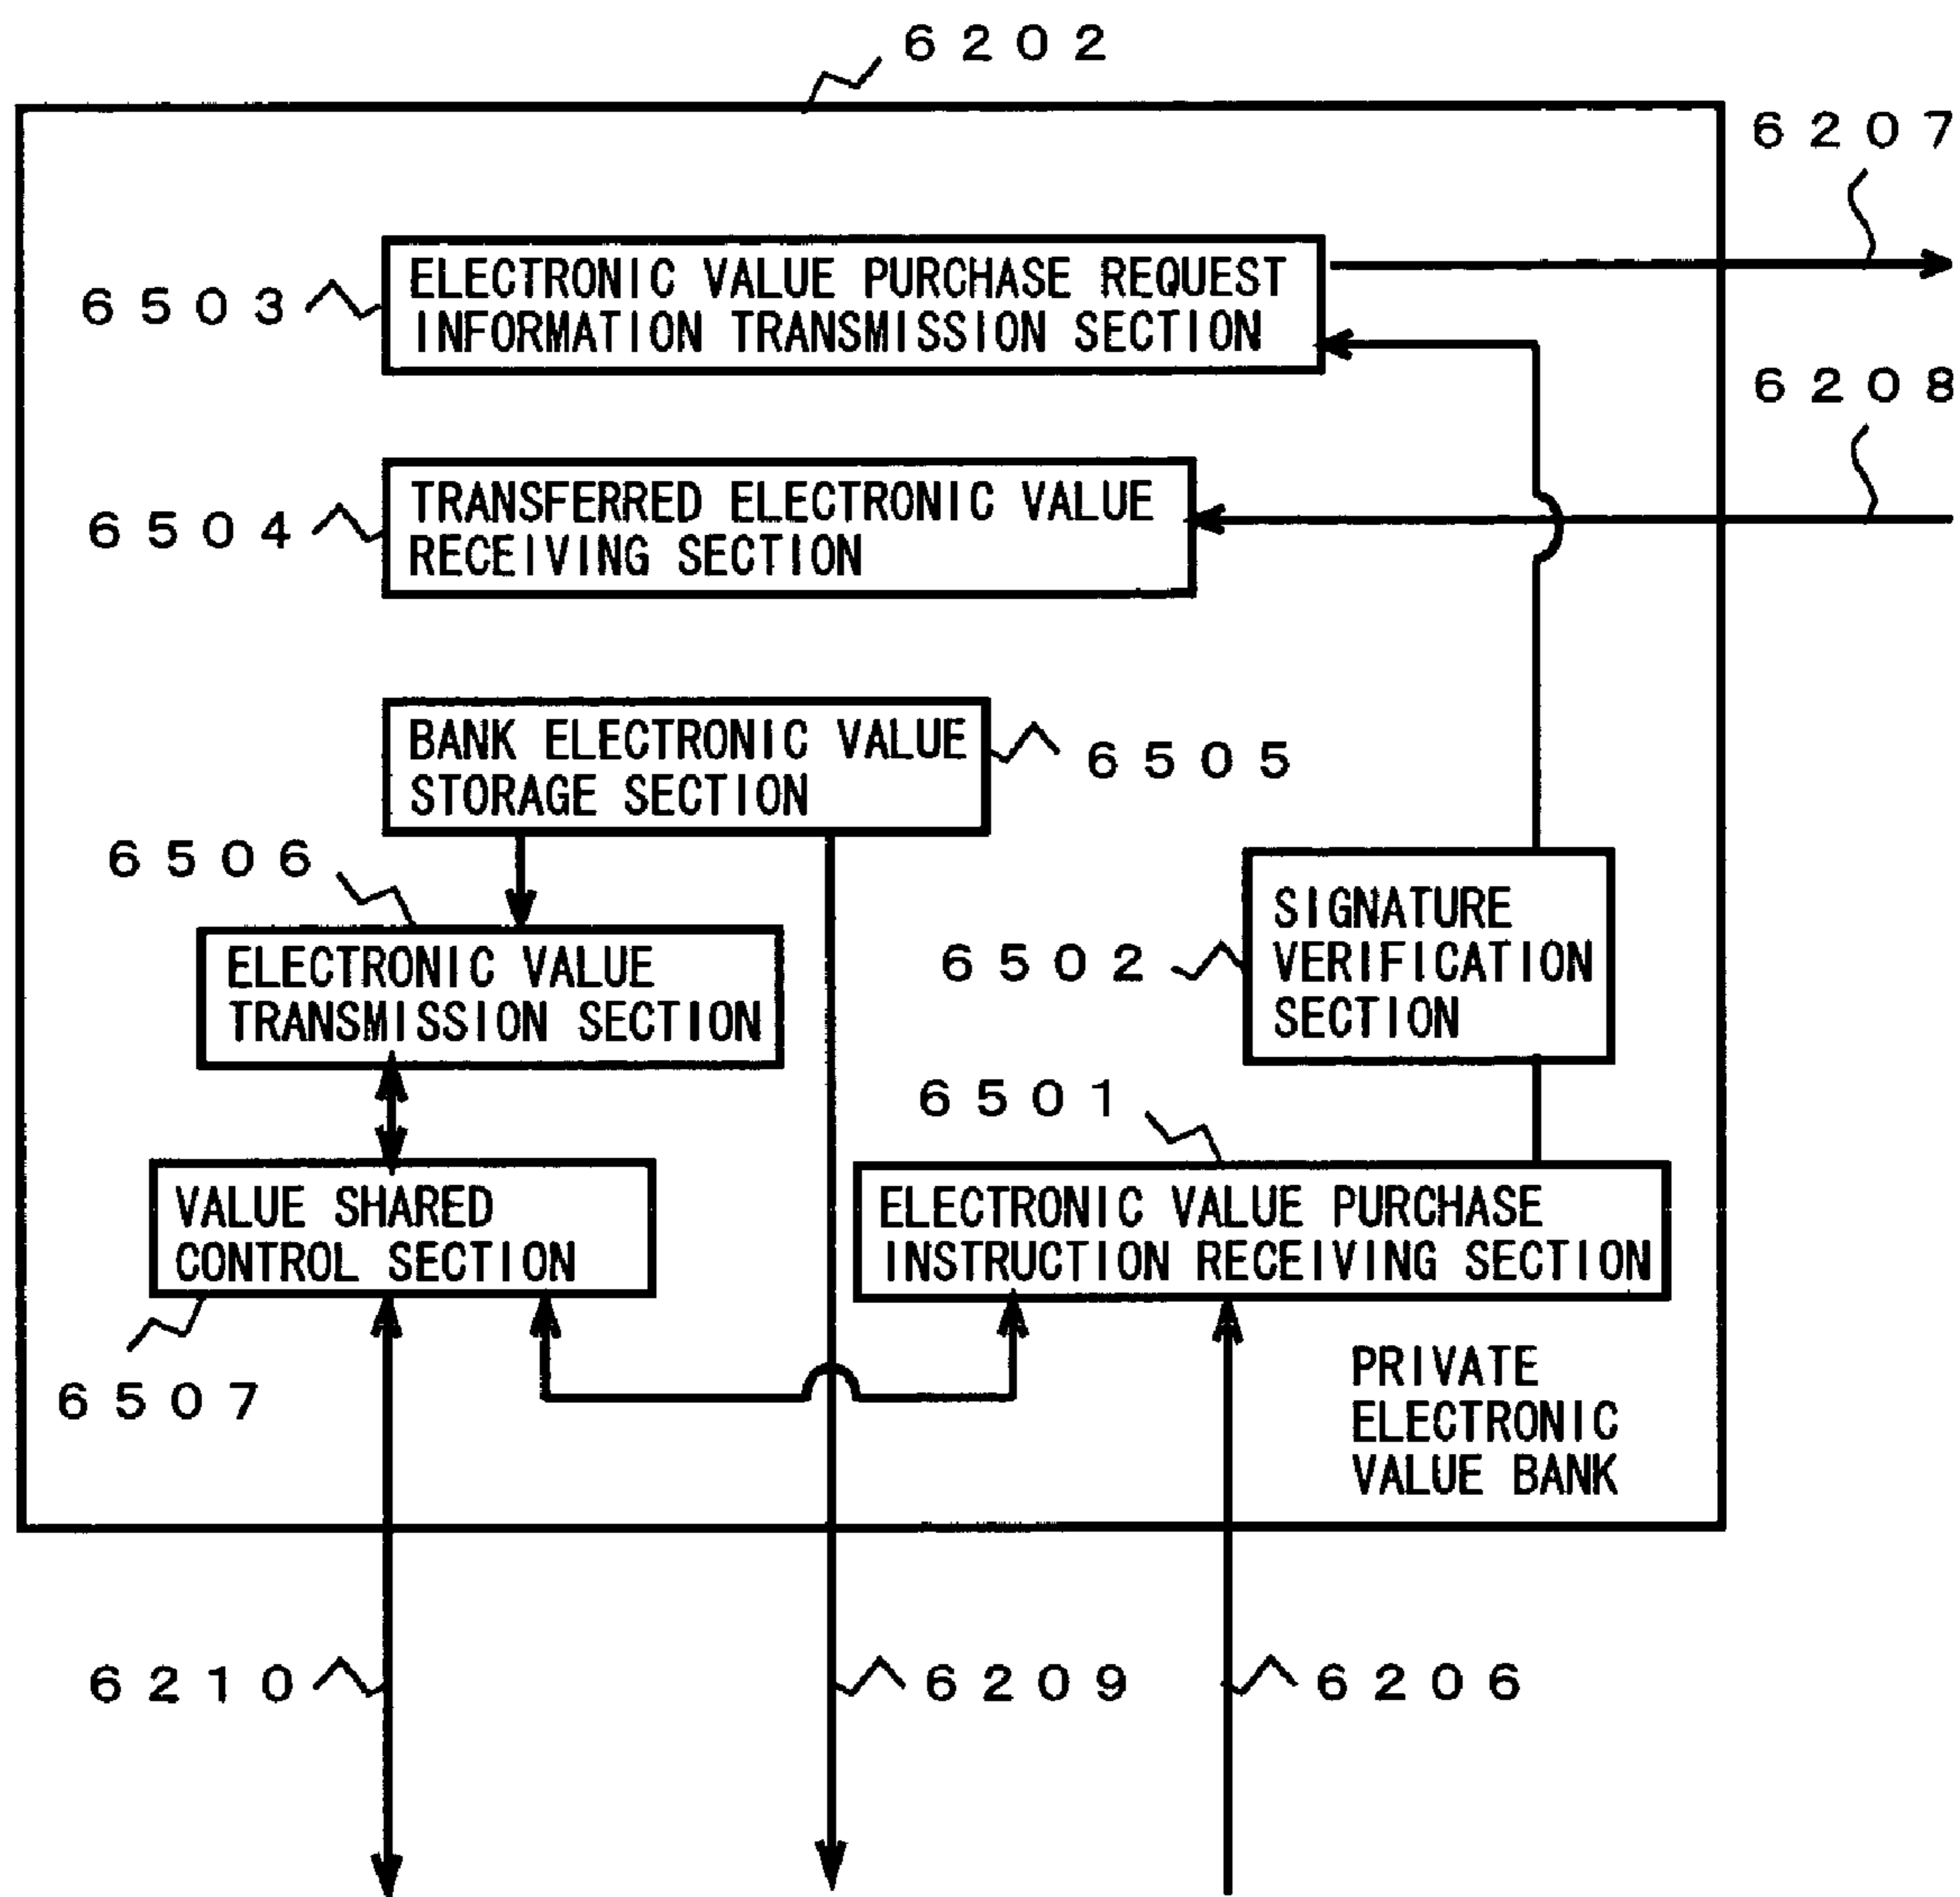 6202
6207
ELECTRONIC VALUE PURCHASE REQUEST
INFORMATION TRANSMISSION SECTION
6503
6208
TRANSFERRED ELECTRONIC VALUE
RECEIVING SECTION
6504
BANK ELECTRONIC VALUE
STORAGE SECTION
6505
6506
ELECTRONIC VALUE
TRANSMISSION SECTION
SIGNATURE
VERIFICATION
SECTION
6502
6501
VALUE SHARED
CONTROL SECTION
ELECTRONIC VALUE PURCHASE
INSTRUCTION RECEIVING SECTION
6507
PRIVATE
ELECTRONIC
VALUE BANK
6210
6209
6206